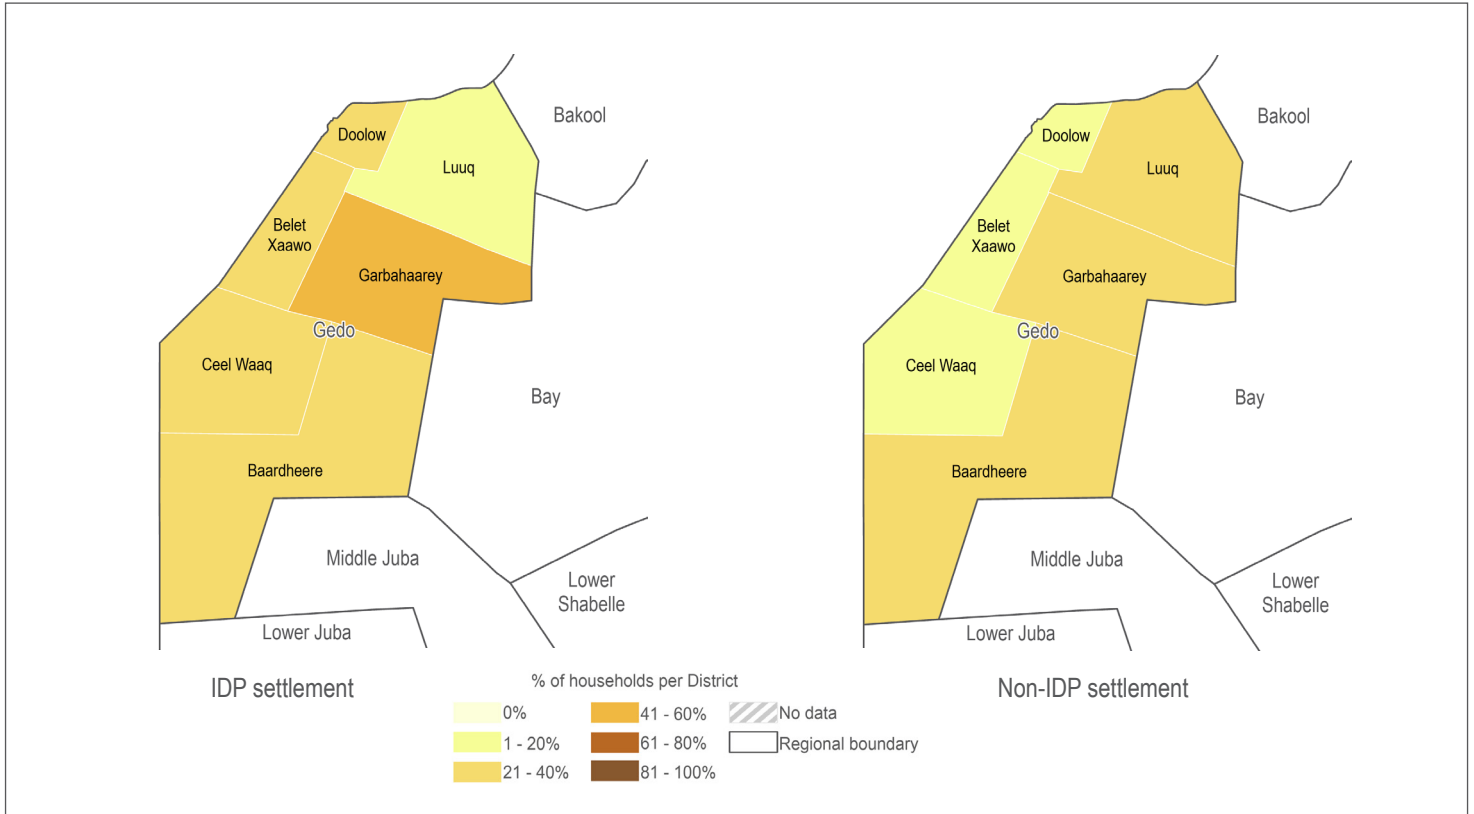 Bakool
Doolow
Luuq
Belet
Xaawo
Garbahaarey
Gedo
Ceel Waaq
Bay
Baardheere
Middle Juba
Lower
Shabelle
Lower Juba
IDP settlement
Bakool
Doolow
Luuq
Belet
Xaawo
Garbahaarey
Gedo
Ceel Waaq
Bay
Baardheere
Middle Juba
Lower
Shabelle
Lower Juba
Non-IDP settlement
% of households per District
0%
1 - 20%
21 - 40%
41 - 60%
61 - 80%
81 - 100%
No data
Regional boundary